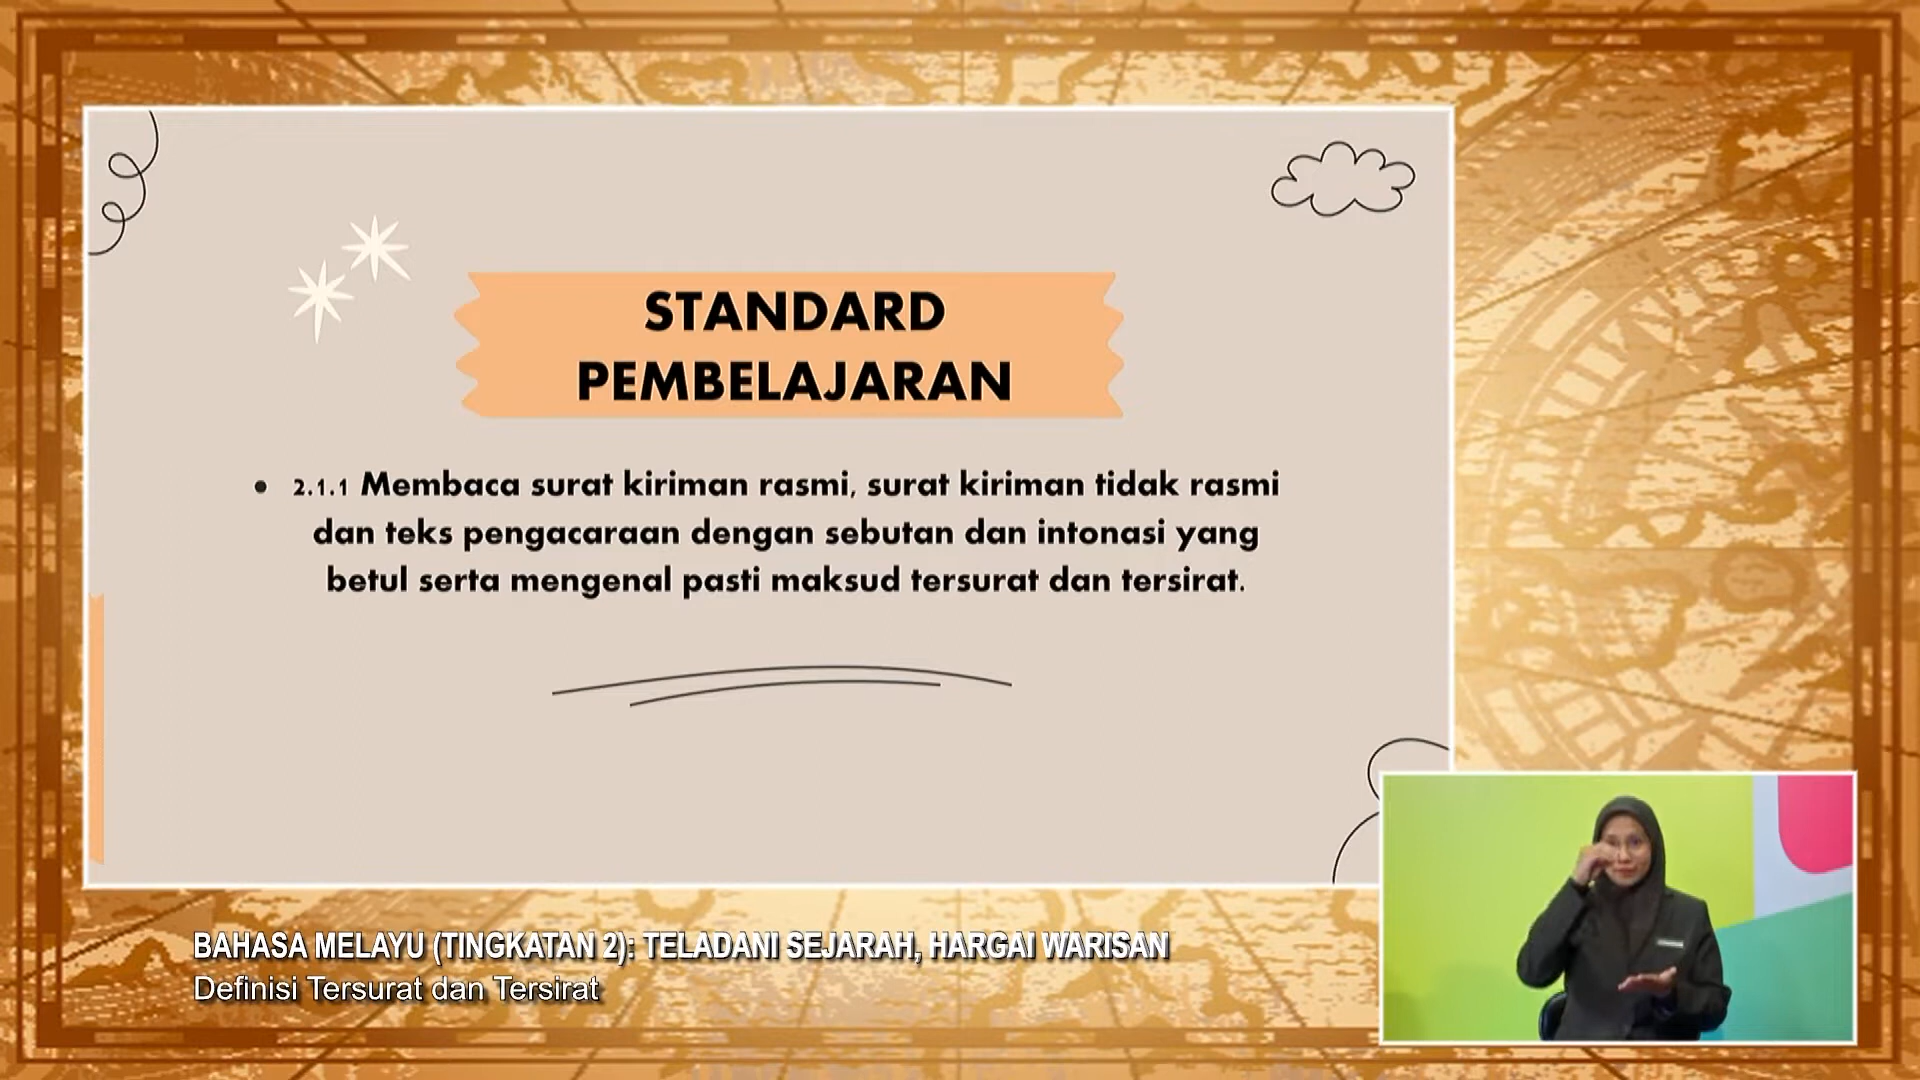 STANDARD
PEMBELAJARAN
• 2.1.1 Membaca surat kiriman rasmi, surat kiriman tidak rasmi
dan teks pengacaraan dengan sebutan dan intonasi yang
betul serta mengenal pasti maksud tersurat dan tersirat.
BAHASA MELAYU (TINGKATAN 2): TELADANI SEJARAH, HARGAI WARISAN
Definisi Tersurat dan Tersirat